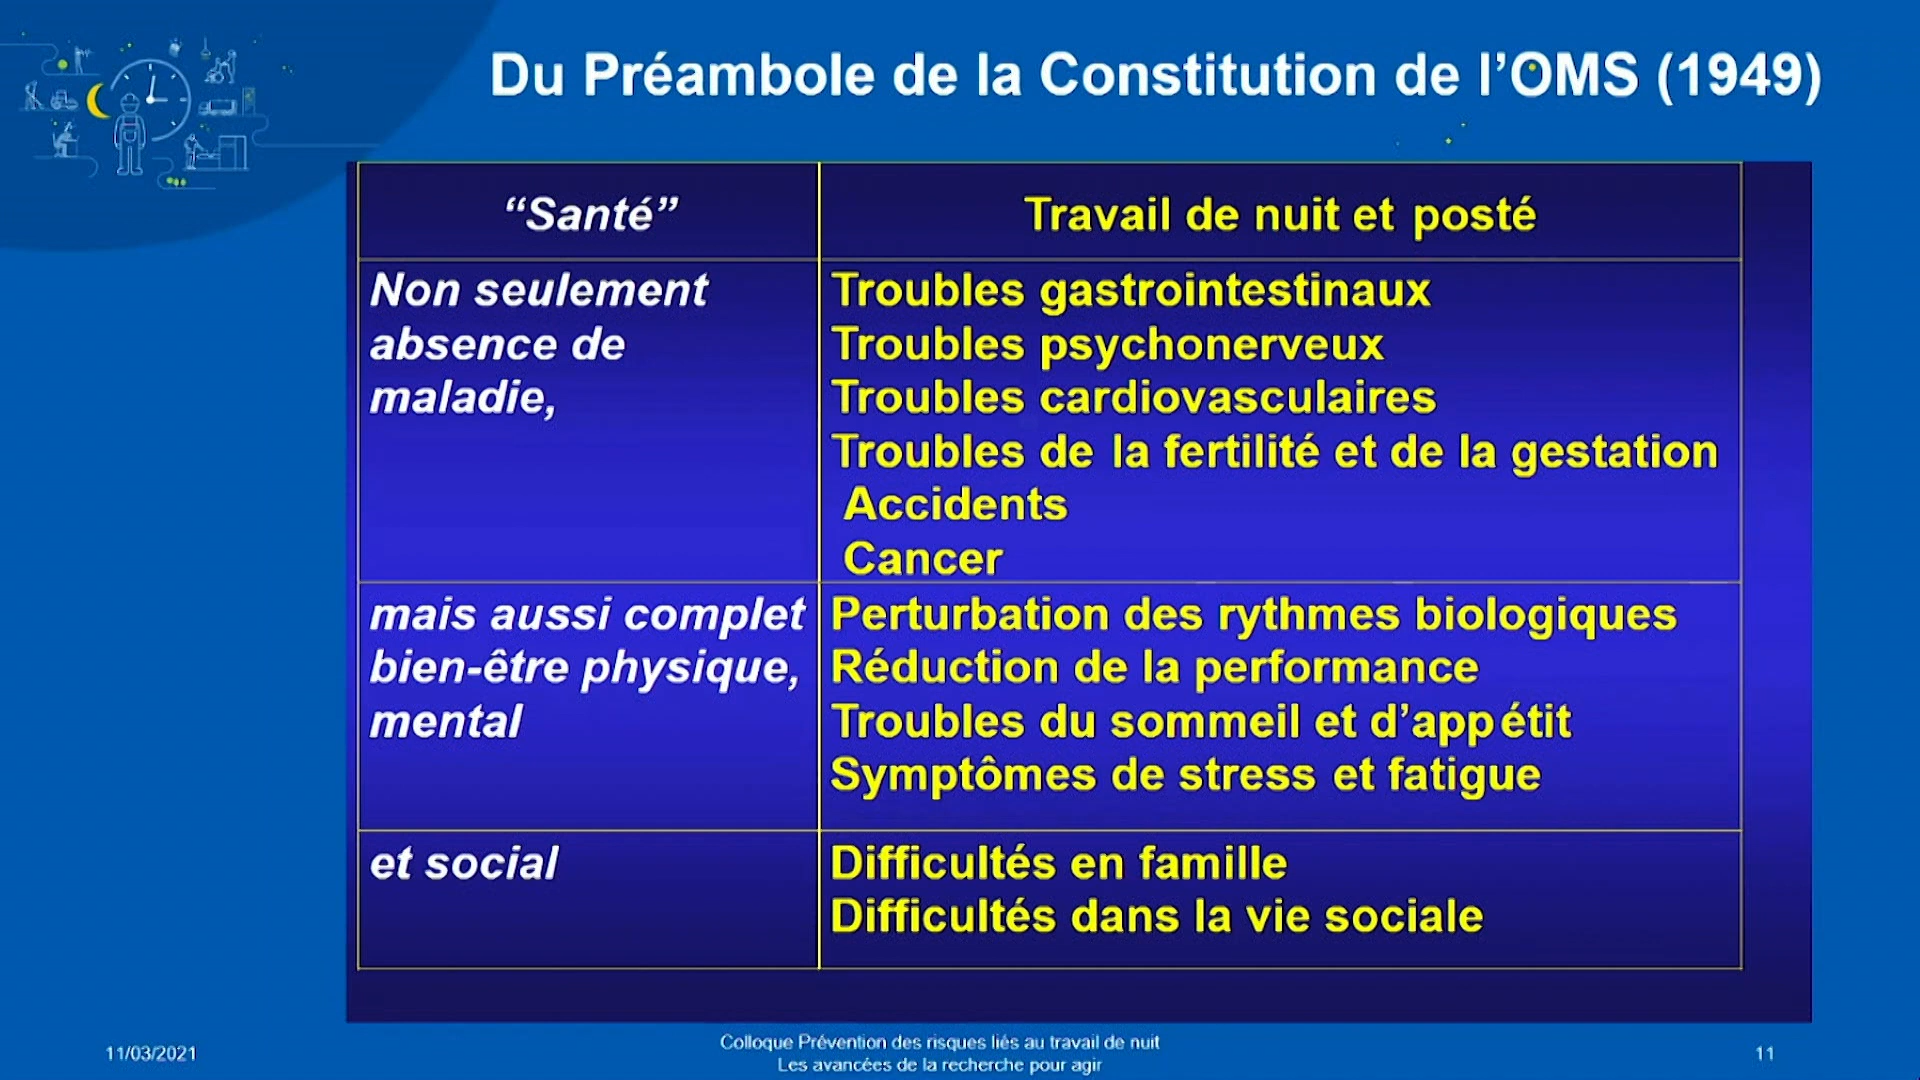 Du Préambole de la Constitution de l’OMS (1949)
“Santé”
Travail de nuit et posté
Non seulement
absence de
maladie,
Troubles gastrointestinaux
Troubles psychonerveux
Troubles cardiovasculaires
Troubles de la fertilité et de la gestation
Accidents
Cancer
mais aussi complet
bien-être physique,
mental
Perturbation des rythmes biologiques
Réduction de la performance
Troubles du sommeil et d’appétit
Symptômes de stress et fatigue
et social
Difficultés en famille
Difficultés dans la vie sociale
11/03/2021
Colloque Prévention des risques liés au travail de nuit
Les avancées de la recherche pour agir
11